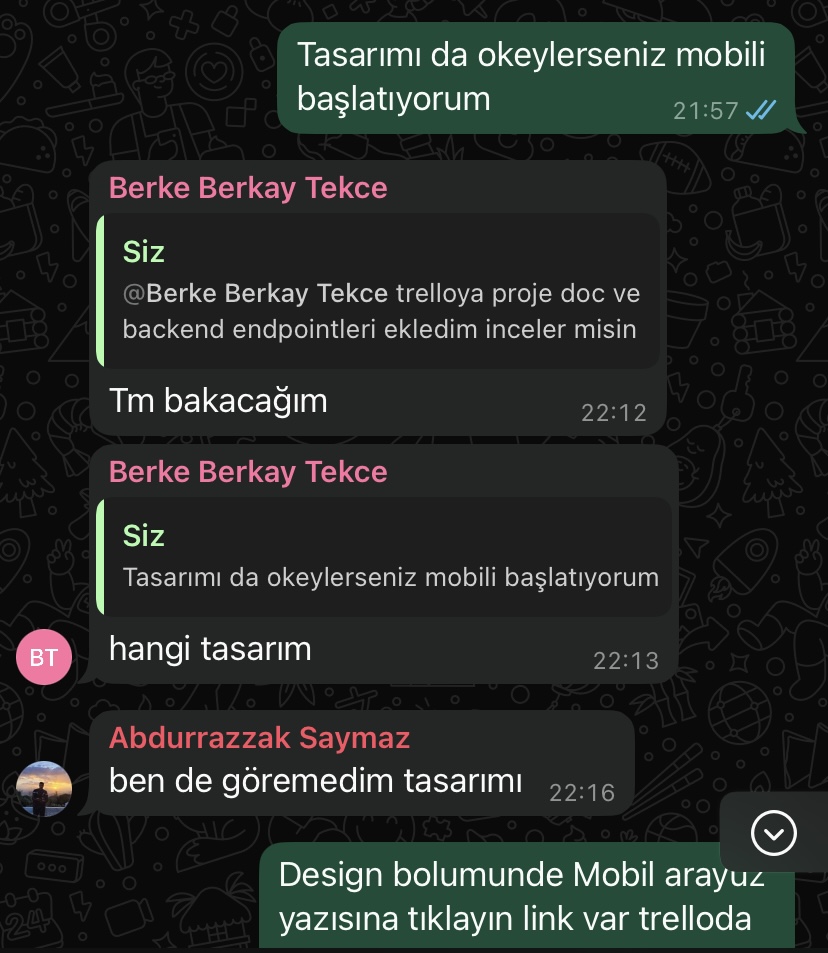 Tasarımı da okeylerseniz mobili
başlatıyorum
21:57
Berke Berkay Tekce
Siz
@Berke Berkay Tekce trelloya proje doc ve
backend endpointleri ekledim inceler misin
Tm bakacağım
22:12
Berke Berkay Tekce
Siz
Tasarımı da okeylerseniz mobili başlatıyorum
hangi tasarım
22:13
BT
Abdurrazzak Saymaz
ben de göremedim tasarımı
22:16
Design bolumunde Mobil arayuz
yazısına tıklayın link var trelloda